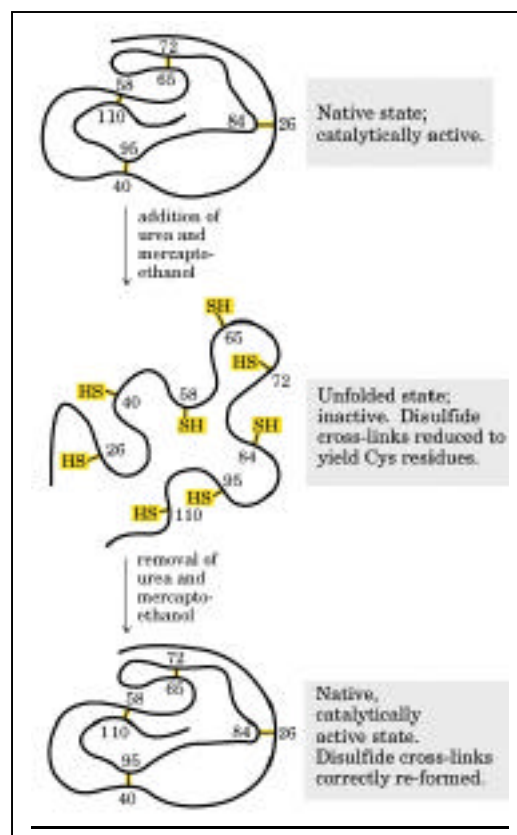 72
65
58
110
84
26
95
40
Native state;
catalytically active.
addition of
urea and
mercapto-
ethanol
SH
65
HS
72
HS
40
58
SH
SH
84
HS
26
95
HS
HS
110
Unfolded state;
inactive. Disulfide
cross-links reduced to
yield Cys residues.
removal of
urea and
mercapto-
ethanol
72
65
58
110
84
26
95
40
Native,
catalytically
active state.
Disulfide cross-links
correctly re-formed.